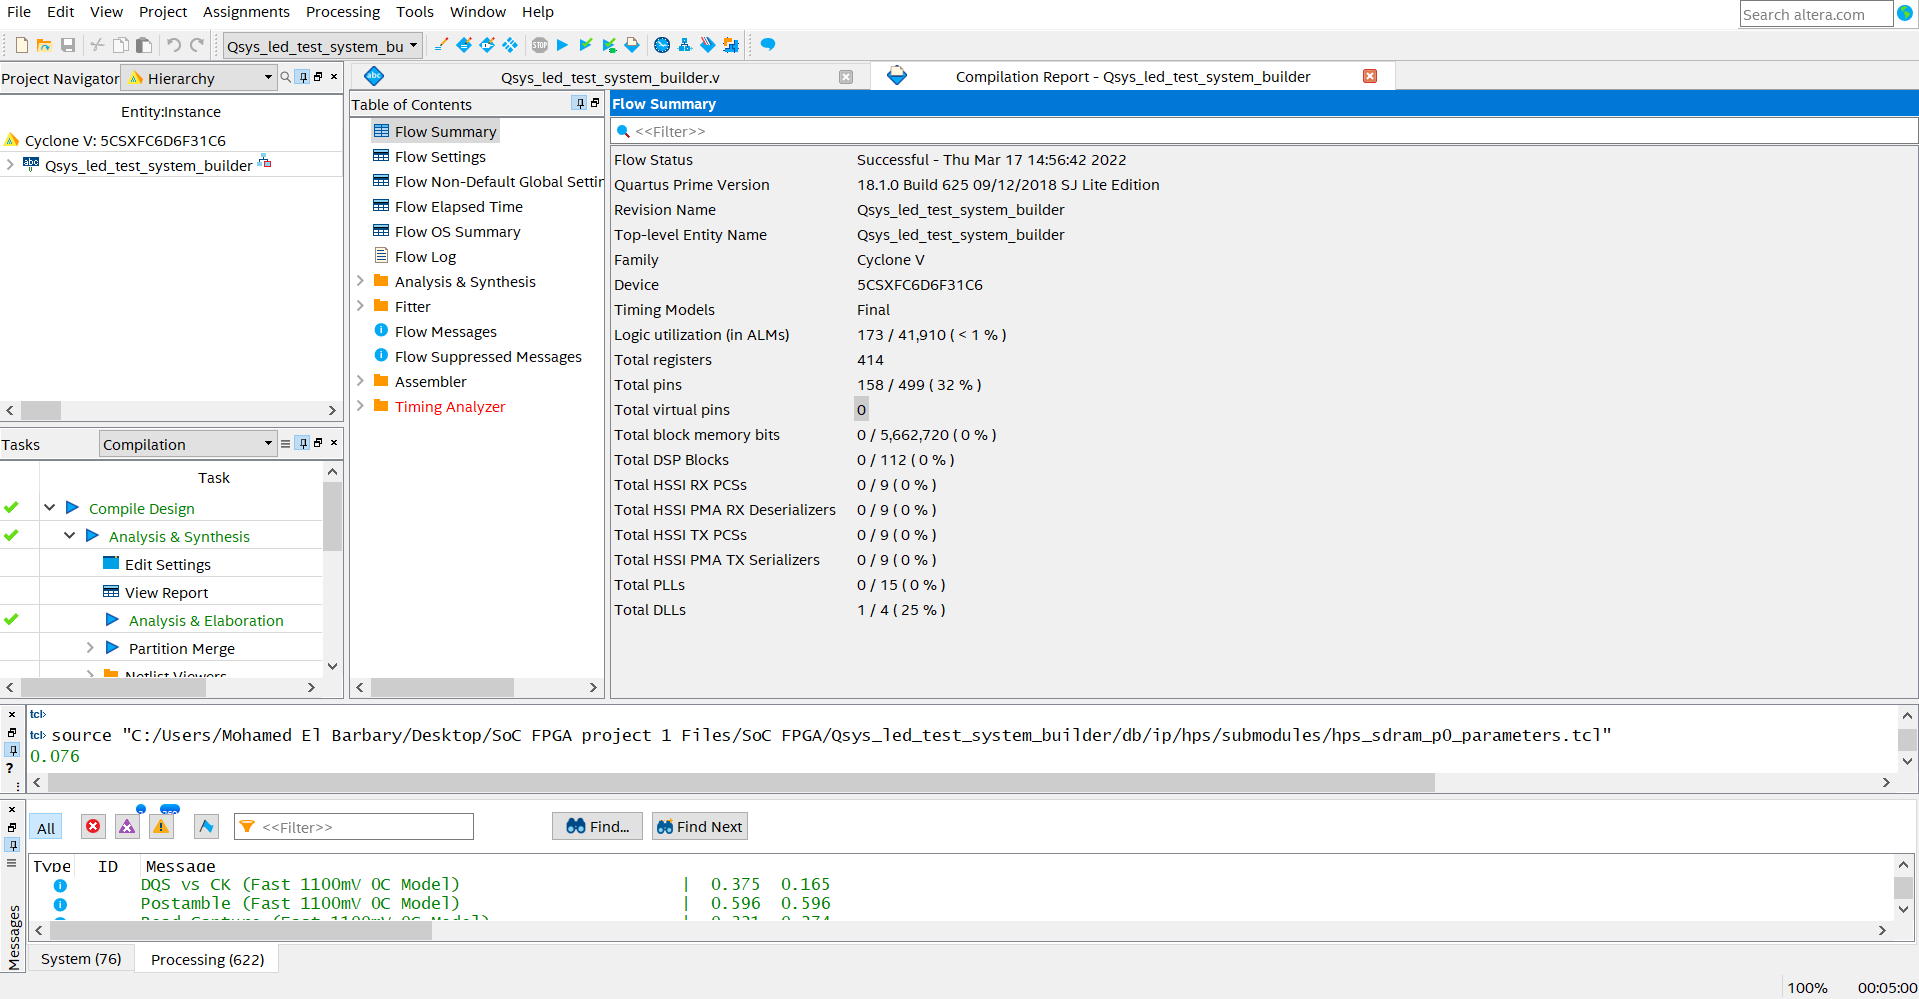 File Edit View Project Assignments Processing Tools Window Help
Search altera.com
Qsys_led_test_system_bu
Project Navigator Hierarchy
Entity:Instance
Cyclone V: 5CSXFC6D6F31C6
Qsys_led_test_system_builder
Tasks Compilation
Task
Compile Design
Analysis & Synthesis
Edit Settings
View Report
Analysis & Elaboration
Partition Merge
Netlist Viewers
Qsys_led_test_system_builder.v
Compilation Report - Qsys_led_test_system_builder
Table of Contents
Flow Summary
Flow Settings
Flow Non-Default Global Settin
Flow Elapsed Time
Flow OS Summary
Flow Log
Analysis & Synthesis
Fitter
Flow Messages
Flow Suppressed Messages
Assembler
Timing Analyzer
Flow Summary
<<Filter>>
Flow Status Successful - Thu Mar 17 14:56:42 2022
Quartus Prime Version 18.1.0 Build 625 09/12/2018 SJ Lite Edition
Revision Name Qsys_led_test_system_builder
Top-level Entity Name Qsys_led_test_system_builder
Family Cyclone V
Device 5CSXFC6D6F31C6
Timing Models Final
Logic utilization (in ALMs) 173 / 41,910 ( < 1 % )
Total registers 414
Total pins 158 / 499 ( 32 % )
Total virtual pins 0
Total block memory bits 0 / 5,662,720 ( 0 % )
Total DSP Blocks 0 / 112 ( 0 % )
Total HSSI RX PCSs 0 / 9 ( 0 % )
Total HSSI PMA RX Deserializers 0 / 9 ( 0 % )
Total HSSI TX PCSs 0 / 9 ( 0 % )
Total HSSI PMA TX Serializers 0 / 9 ( 0 % )
Total PLLs 0 / 15 ( 0 % )
Total DLLs 1 / 4 ( 25 % )
tcl>
tcl> source "C:/Users/Mohamed El Barbary/Desktop/SoC FPGA project 1 Files/SoC FPGA/Qsys_led_test_system_builder/db/ip/hps/submodules/hps_sdram_p0_parameters.tcl"
0.076
All <<Filter>> Find... Find Next
Type ID Message
DQS vs CK (Fast 1100mV 0C Model) | 0.375 0.165
Postamble (Fast 1100mV 0C Model) | 0.596 0.596
Read Capture (Fast 1100mV 0C Model) | 0.321 0.274
Messages
System (76) Processing (622)
100% 00:05:00